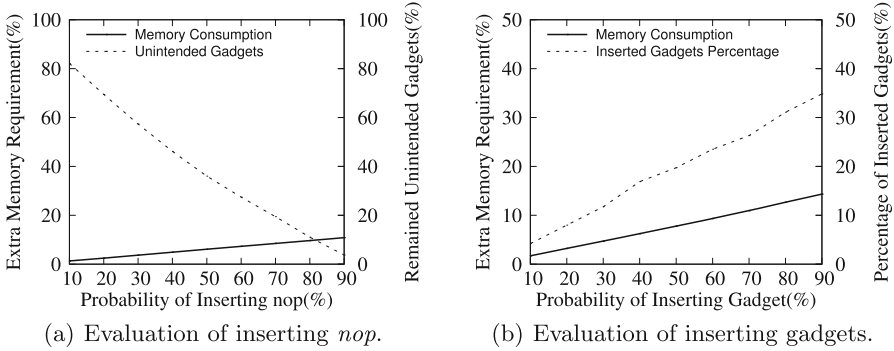 Extra Memory Requirement(%)
100
80
60
40
20
0
Memory Consumption
Unintended Gadgets
100
80
60
40
20
0
Remained Unintended Gadgets(%)
10 20 30 40 50 60 70 80 90
Probability of Inserting nop(%)
(a) Evaluation of inserting nop.
Extra Memory Requirement(%)
50
40
30
20
10
0
Memory Consumption
Inserted Gadgets Percentage
50
40
30
20
10
0
Percentage of Inserted Gadgets(%)
10 20 30 40 50 60 70 80 90
Probability of Inserting Gadget(%)
(b) Evaluation of inserting gadgets.